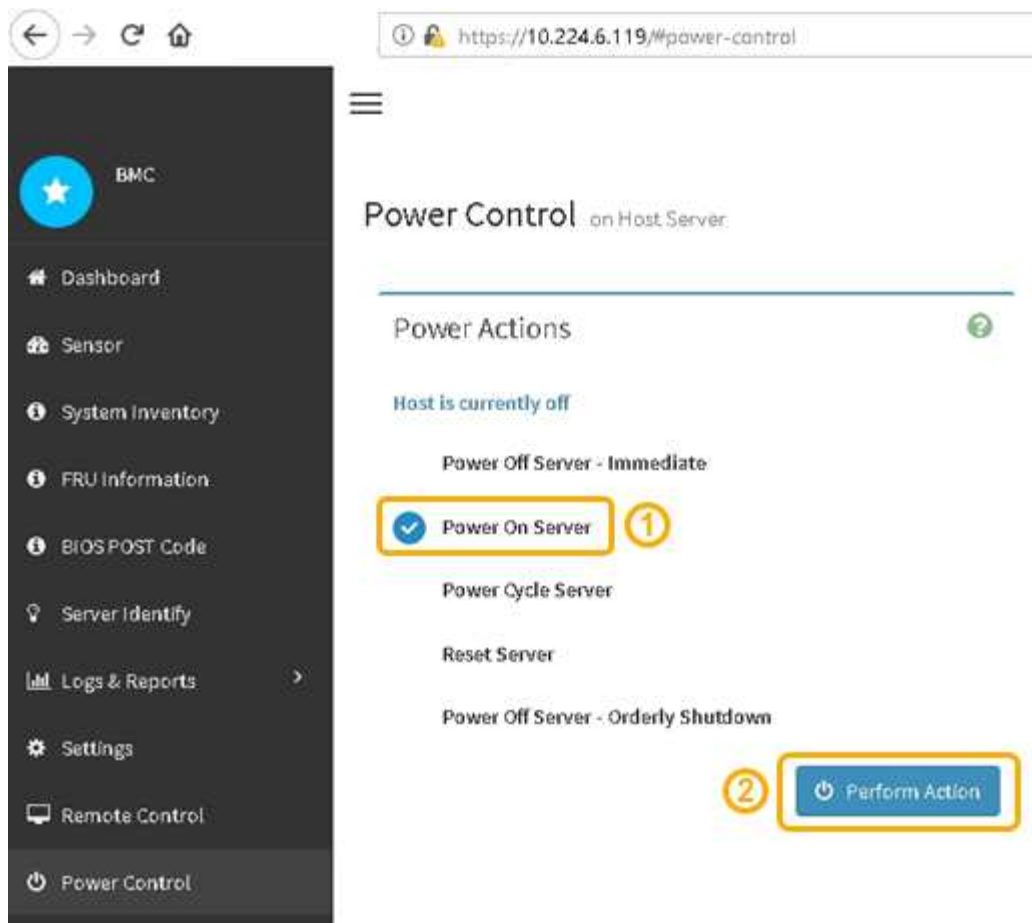 https://10.224.6.119/#power-control
BMC
Dashboard
Sensor
System Inventory
FRU Information
BIOS POST Code
Server Identify
Logs & Reports
Settings
Remote Control
Power Control
Power Control on Host Server
Power Actions
Host is currently off
Power Off Server - Immediate
Power On Server
1
Power Cycle Server
Reset Server
Power Off Server - Orderly Shutdown
2
Perform Action